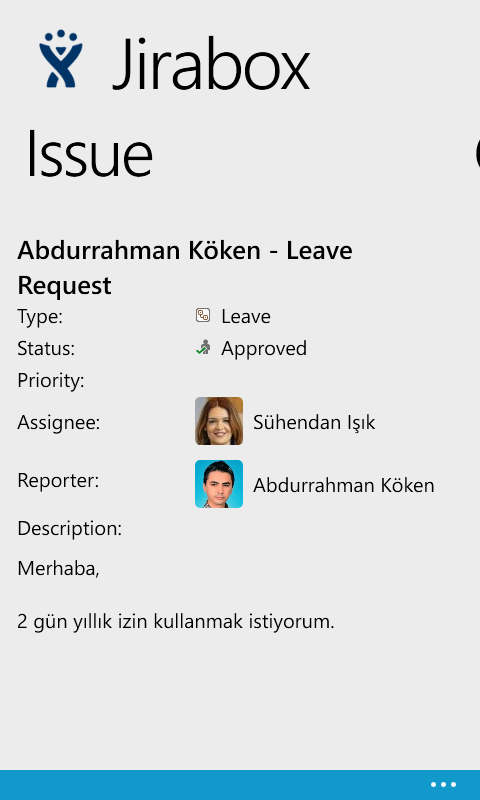 Jirabox
Issue
Abdurrahman Köken - Leave
Request
Type: Leave
Status: Approved
Priority:
Assignee: Sühendan Işık
Reporter: Abdurrahman Köken
Description:
Merhaba,
2 gün yıllık izin kullanmak istiyorum.